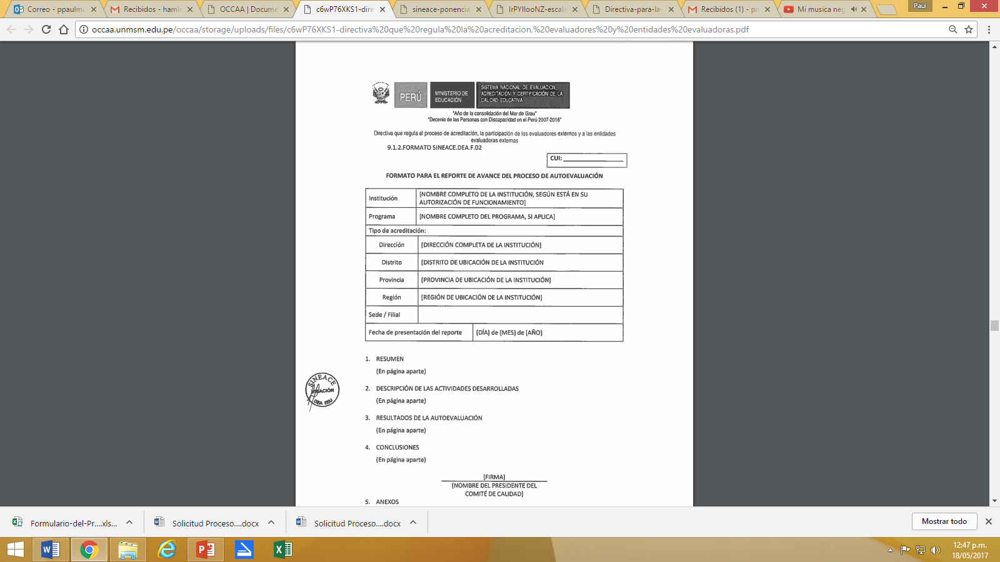 Correo - ppaulmu
Recibidos - hamle
OCCAA | Docume
c6wP76XKS1-dire
sineace-ponencia
IrPYIlooNZ-escala
Directiva-para-la-
Recibidos (1) - pr
Mi musica neg
Paul
occaa.unmsm.edu.pe/occaa/storage/uploads/files/c6wP76XKS1-directiva%20que%20regula%20la%20acreditacion,%20evaluadores%20y%20entidades%20evaluadoras.pdf
PERÚ
MINISTERIO DE
EDUCACIÓN
SISTEMA NACIONAL DE EVALUACIÓN,
ACREDITACIÓN Y CERTIFICACIÓN DE LA
CALIDAD EDUCATIVA
"Año de la consolidación del Mar de Grau"
"Decenio de las Personas con Discapacidad en el Perú 2007-2016"
Directiva que regula el proceso de acreditación, la participación de los evaluadores externos y a las entidades
evaluadoras externas
9.1.2.FORMATO SINEACE.DEA.F.02
CUI:
FORMATO PARA EL REPORTE DE AVANCE DEL PROCESO DE AUTOEVALUACIÓN
Institución
[NOMBRE COMPLETO DE LA INSTITUCIÓN, SEGÚN ESTÁ EN SU
AUTORIZACIÓN DE FUNCIONAMIENTO]
Programa
[NOMBRE COMPLETO DEL PROGRAMA, SI APLICA]
Tipo de acreditación:
Dirección
[DIRECCIÓN COMPLETA DE LA INSTITUCIÓN]
Distrito
[DISTRITO DE UBICACIÓN DE LA INSTITUCIÓN
Provincia
[PROVINCIA DE UBICACIÓN DE LA INSTITUCIÓN]
Región
[REGIÓN DE UBICACIÓN DE LA INSTITUCIÓN]
Sede / Filial
Fecha de presentación del reporte
[DÍA] de [MES] de [AÑO]
1. RESUMEN
(En página aparte)
2. DESCRIPCIÓN DE LAS ACTIVIDADES DESARROLLADAS
(En página aparte)
SINEACE
VISACIÓN
DEA ESU
3. RESULTADOS DE LA AUTOEVALUACIÓN
(En página aparte)
4. CONCLUSIONES
(En página aparte)
[FIRMA]
[NOMBRE DEL PRESIDENTE DEL
COMITÉ DE CALIDAD]
5. ANEXOS
Formulario-del-Pr....xls...
Solicitud Proceso....docx
Solicitud Proceso....docx
Mostrar todo
12:47 p.m.
18/05/2017